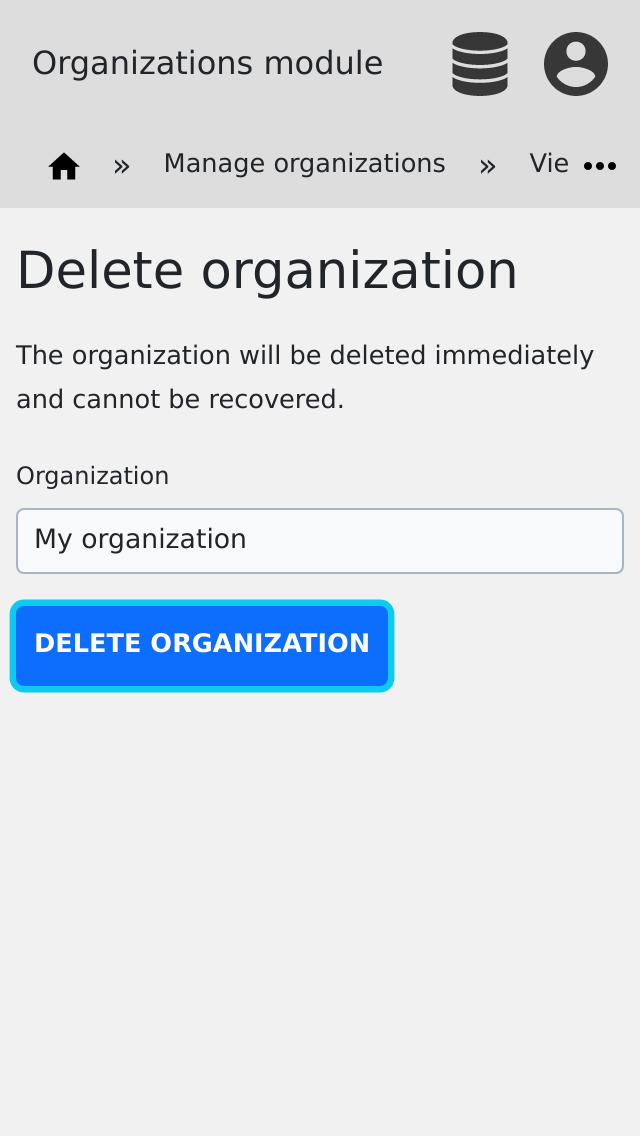 Organizations module
» Manage organizations » Vie
Delete organization
The organization will be deleted immediately
and cannot be recovered.
Organization
My organization
DELETE ORGANIZATION